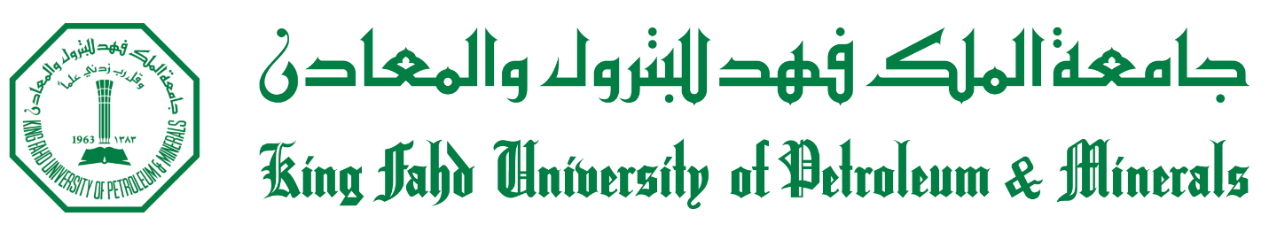 جامعة الملك فهد للبترول والمعادن
وقل رب زدني علماً
1963 ١٣٨٣
KING FAHD UNIVERSITY OF PETROLEUM & MINERALS
جامعة الملك فهد للبترول والمعادن
King Fahd University of Petroleum & Minerals